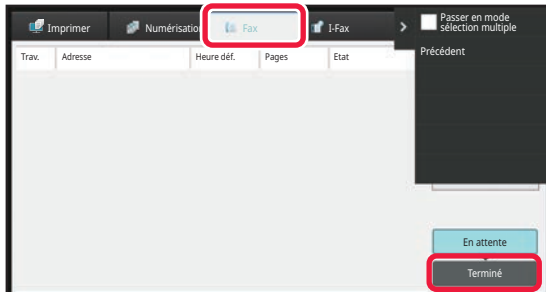 Imprimer
Numérisation
Fax
I-Fax
Passer en mode
sélection multiple
Précédent
Trav.
Adresse
Heure déf.
Pages
Etat
En attente
Terminé